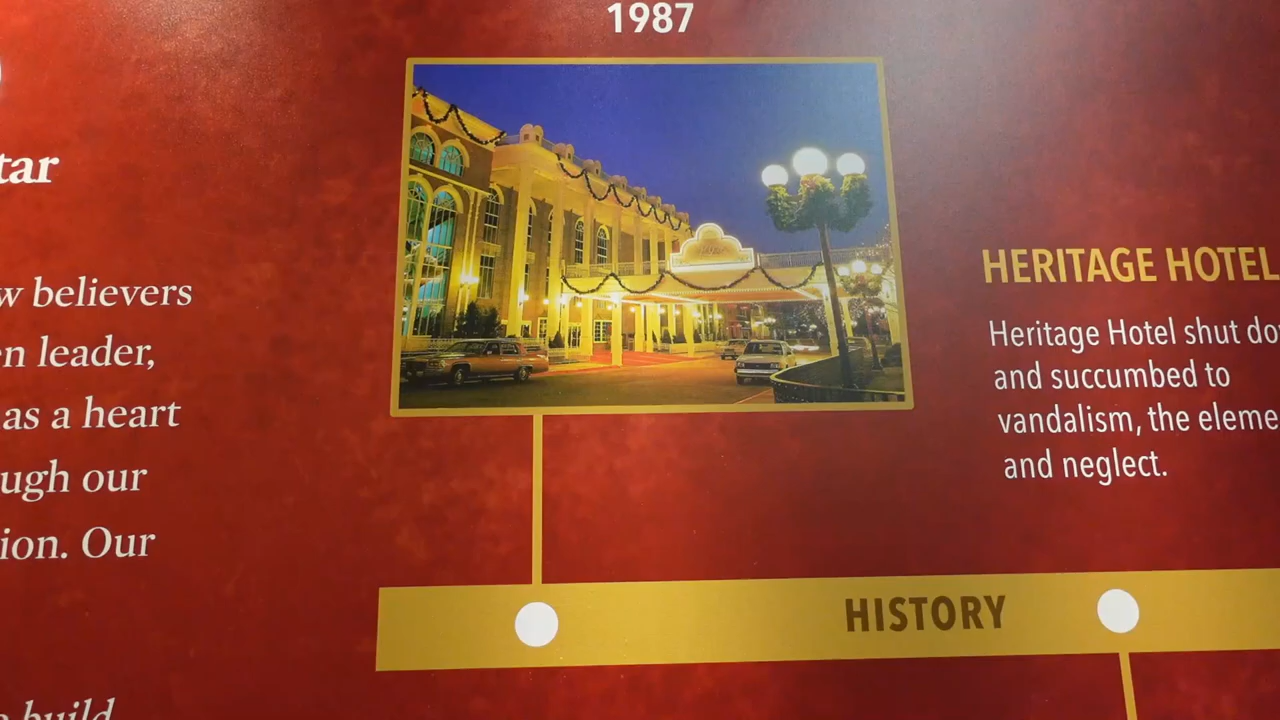 1987
tar
w believers
n leader,
as a heart
ugh our
ion. Our
build
HERITAGE HOTEL
Heritage Hotel shut do
and succumbed to
vandalism, the eleme
and neglect.
HISTORY